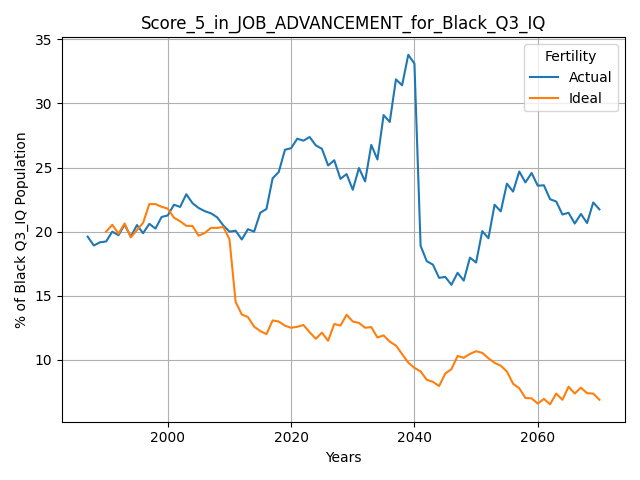 Score_5_in_JOB_ADVANCEMENT_for_Black_Q3_IQ
Fertility
Actual
Ideal
% of Black Q3_IQ Population
35
30
25
20
15
10
2000
2020
2040
2060
Years